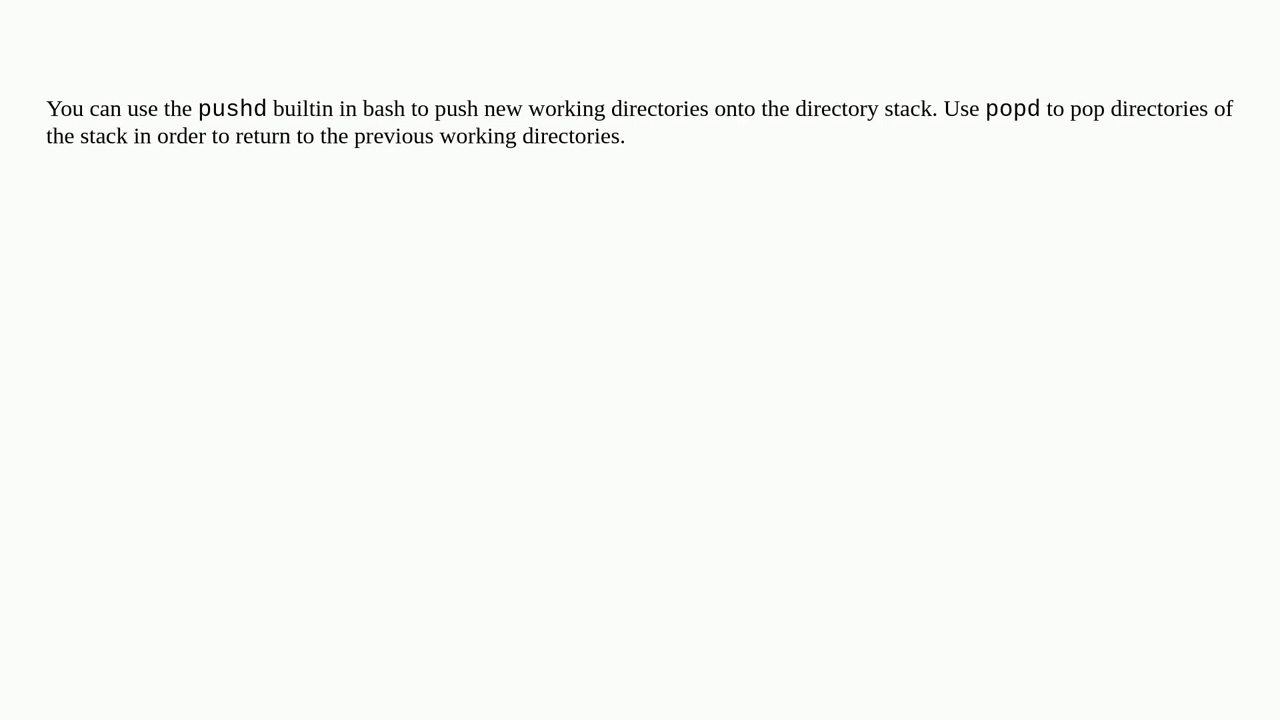 You can use the pushd builtin in bash to push new working directories onto the directory stack. Use popd to pop directories of
the stack in order to return to the previous working directories.